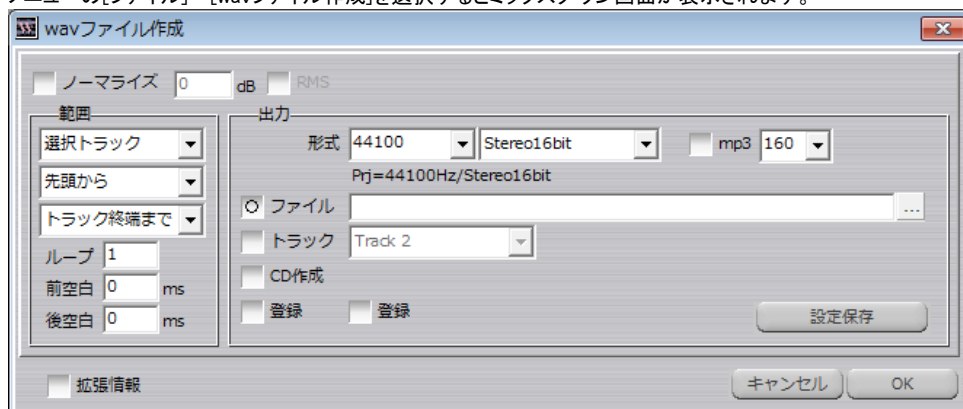 メニューの[ファイル]-[wavファイル作成]を選択するとミックスダウン画面が表示されます。
wavファイル作成
ノーマライズ 0 dB RMS
範囲
選択トラック
先頭から
トラック終端まで
ループ 1
前空白 0 ms
後空白 0 ms
出力
形式 44100 Stereo16bit mp3 160
Prj=44100Hz/Stereo16bit
ファイル ...
トラック Track 2
CD作成
登録 登録
設定保存
拡張情報
キャンセル OK